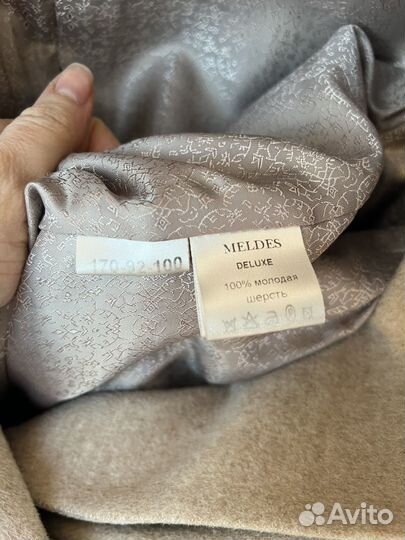 170-92-100
MELDES
DELUXE
100% молодая
шерсть
Avito